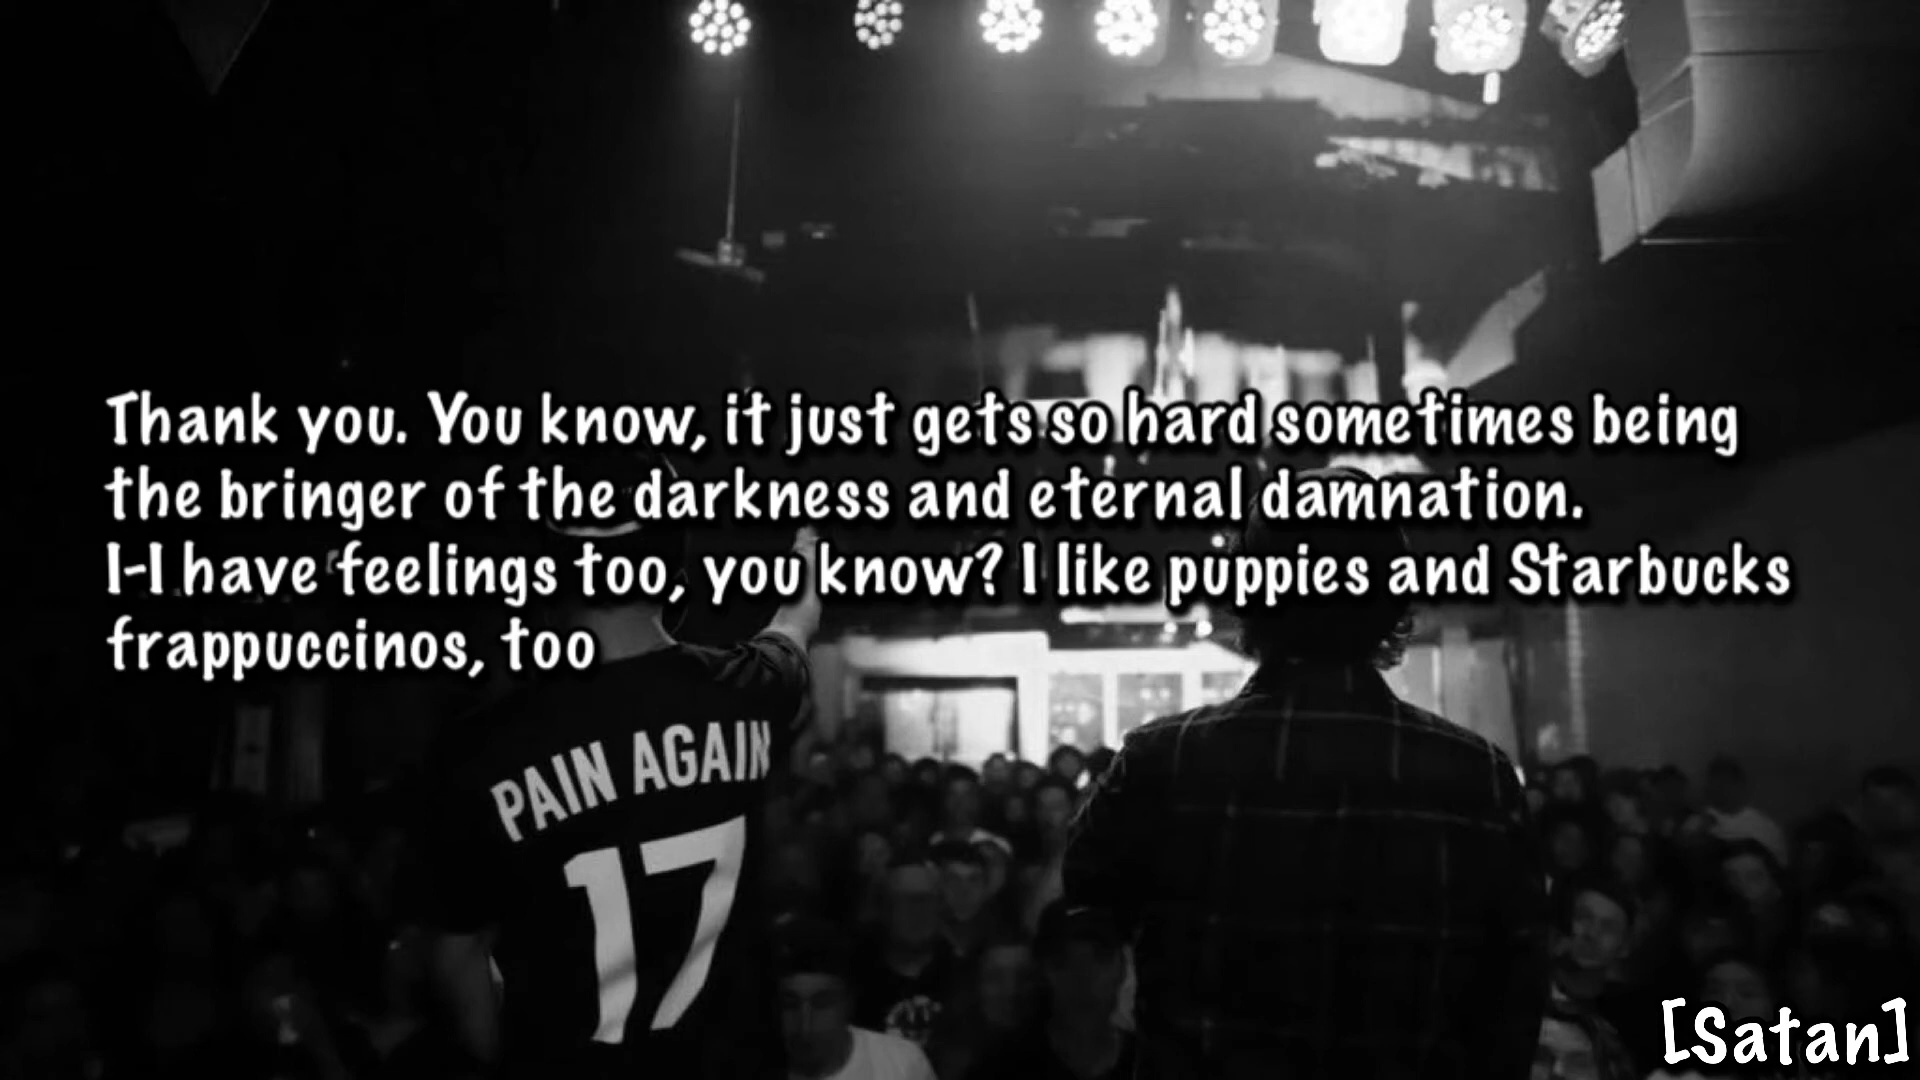 Thank you. You know, it just gets so hard sometimes being
the bringer of the darkness and eternal damnation.
I-I have feelings too, you know? I like puppies and Starbucks
frappuccinos, too
PAIN AGAIN
17
[Satan]